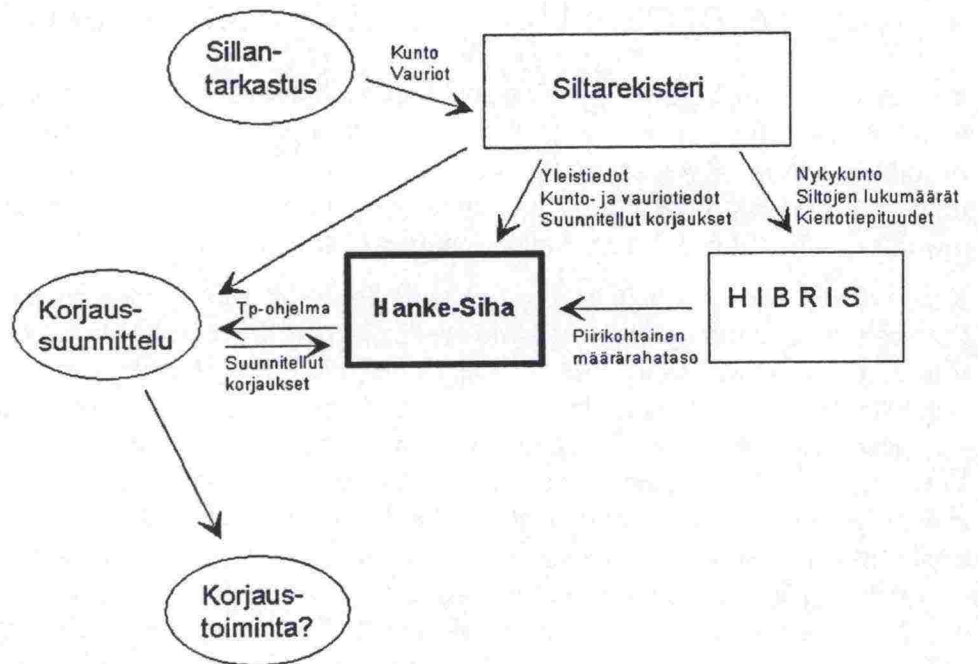 Sillan-
tarkastus
Kunto
Vauriot
Siltarekisteri
Yleistiedot
Kunto- ja vauriotiedot
Suunnitellut korjaukset
Nykykunto
Siltojen lukumäärät
Kiertotiepituudet
Korjaus-
suunnittelu
Tp-ohjelma
Suunnitellut
korjaukset
Hanke-Siha
Piirikohtainen
määrärahataso
HIBRIS
Korjaus-
toiminta?